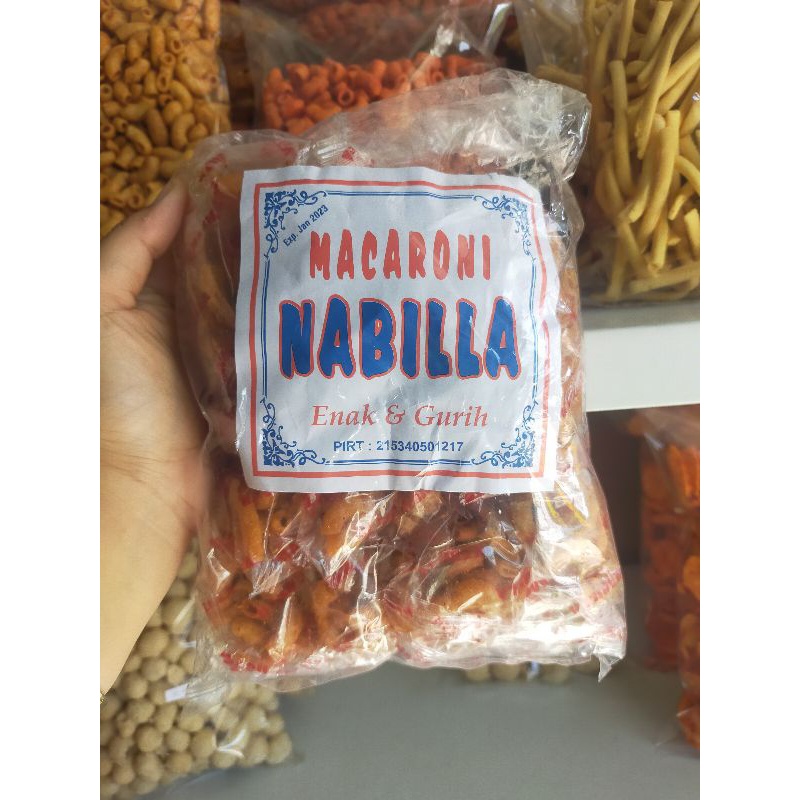 Exp. Jan 2023
MACARONI
NABILLA
Enak & Gurih
PIRT : 215340501217